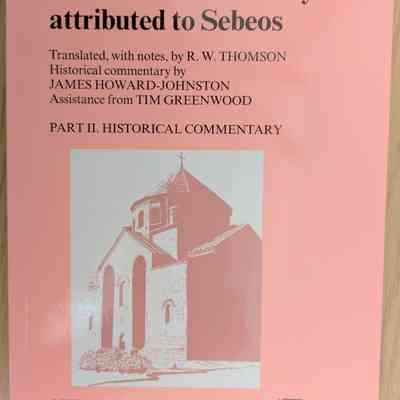 attributed to Sebeos
Translated, with notes, by R. W. THOMSON
Historical commentary by
JAMES HOWARD-JOHNSTON
Assistance from TIM GREENWOOD
PART II. HISTORICAL COMMENTARY